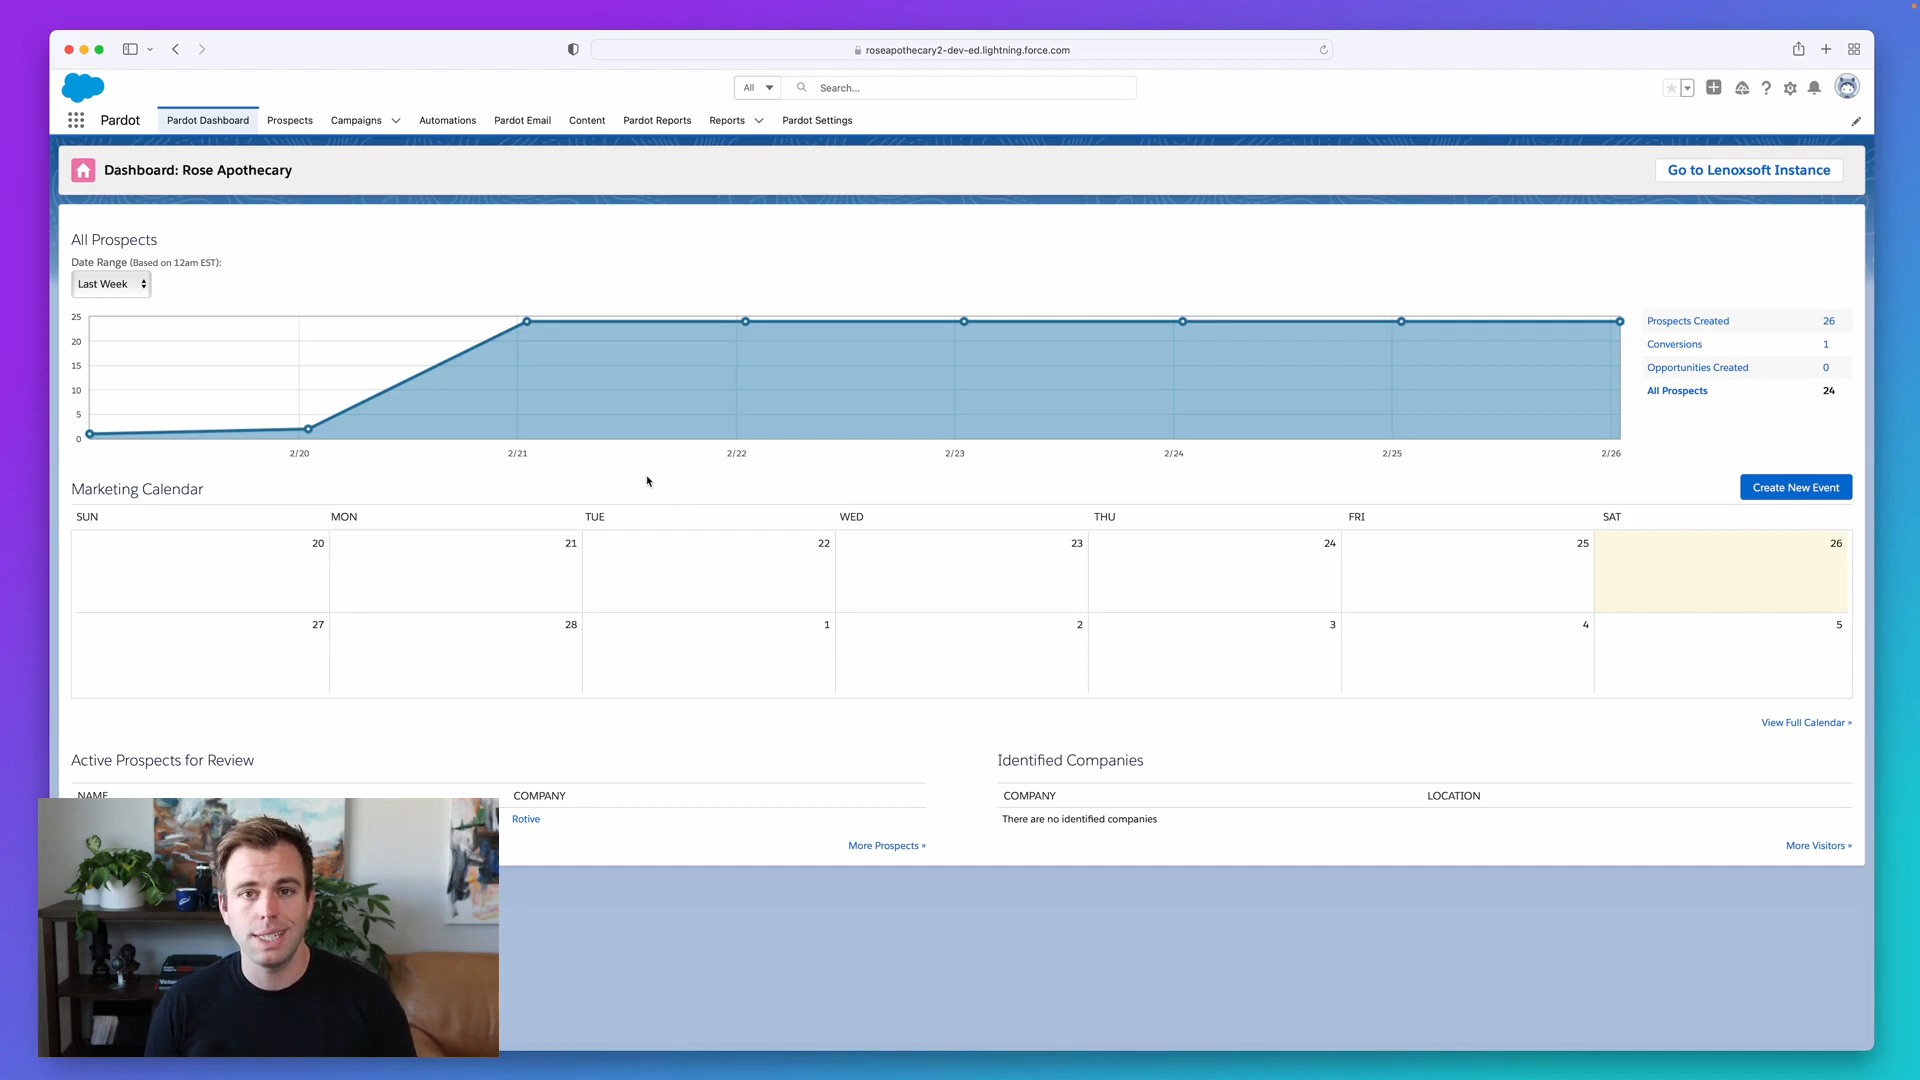 roseapothecary2-dev-ed.lightning.force.com
All
Search...
Pardot
Pardot Dashboard
Prospects
Campaigns
Automations
Pardot Email
Content
Pardot Reports
Reports
Pardot Settings
Dashboard: Rose Apothecary
Go to Lenoxsoft Instance
All Prospects
Date Range (Based on 12am EST):
Last Week
25
20
15
10
5
0
2/20
2/21
2/22
2/23
2/24
2/25
2/26
Prospects Created 26
Conversions 1
Opportunities Created 0
All Prospects 24
Marketing Calendar
Create New Event
SUN MON TUE WED THU FRI SAT
20 21 22 23 24 25 26
27 28 1 2 3 4 5
View Full Calendar »
Active Prospects for Review
NAME COMPANY
Rotive
More Prospects »
Identified Companies
COMPANY LOCATION
There are no identified companies
More Visitors »